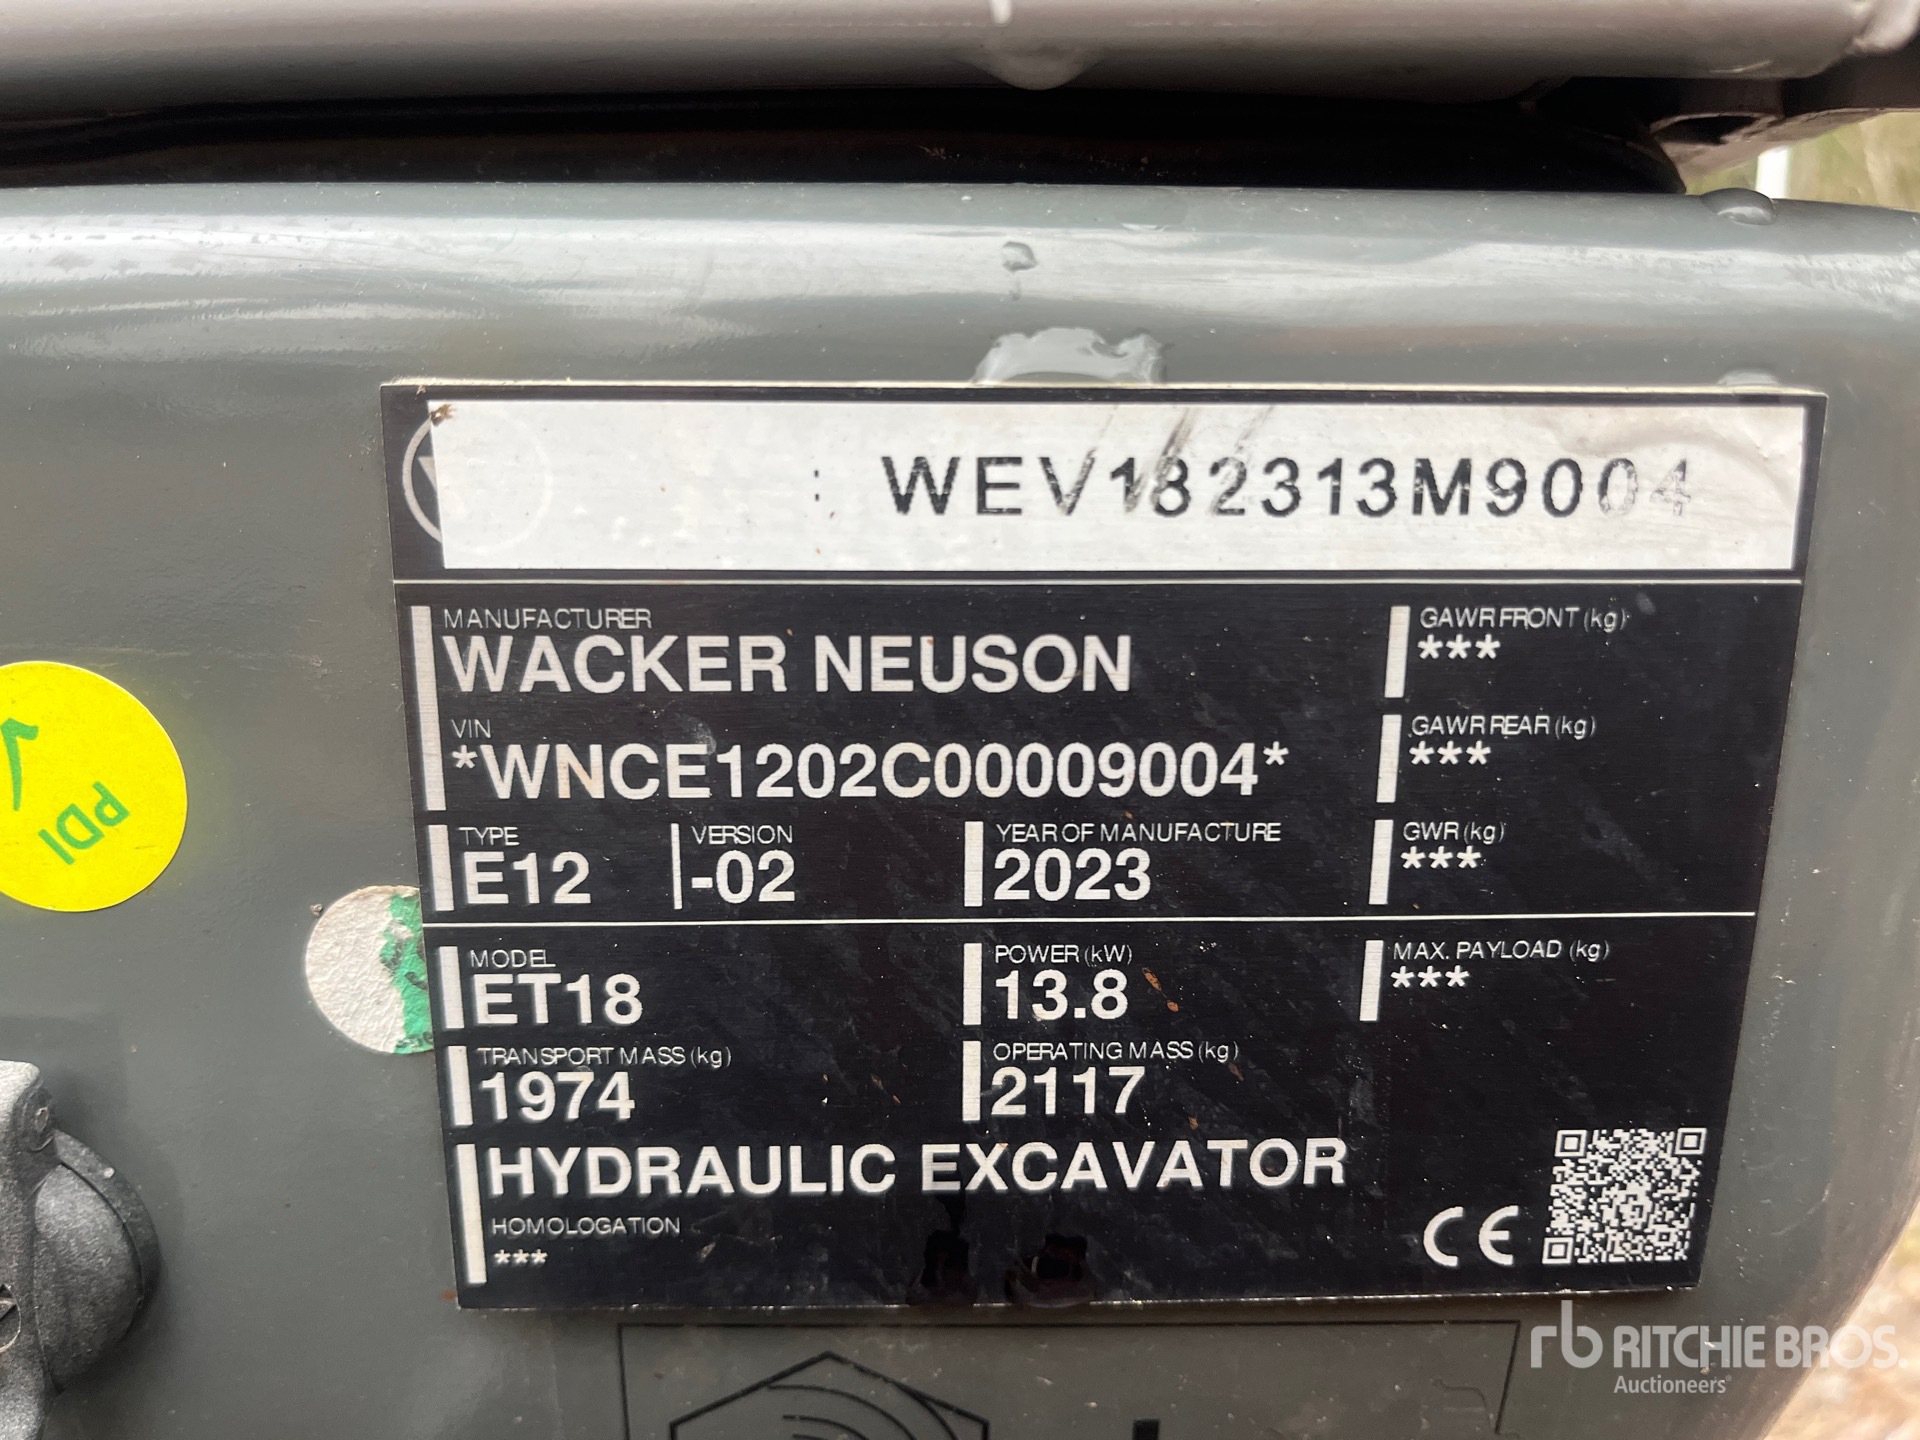 : WEV182313M9004
MANUFACTURER
WACKER NEUSON
VIN
*WNCE1202C00009004*
TYPE
E12
VERSION
-02
YEAR OF MANUFACTURE
2023
GAWR FRONT (kg)
***
GAWR REAR (kg)
***
GWR (kg)
***
MODEL
ET18
POWER (kW)
13.8
MAX. PAYLOAD (kg)
***
TRANSPORT MASS (kg)
1974
OPERATING MASS (kg)
2117
HYDRAULIC EXCAVATOR
HOMOLOGATION
***
CE
PDI
rb RITCHIE BROS.
Auctioneers